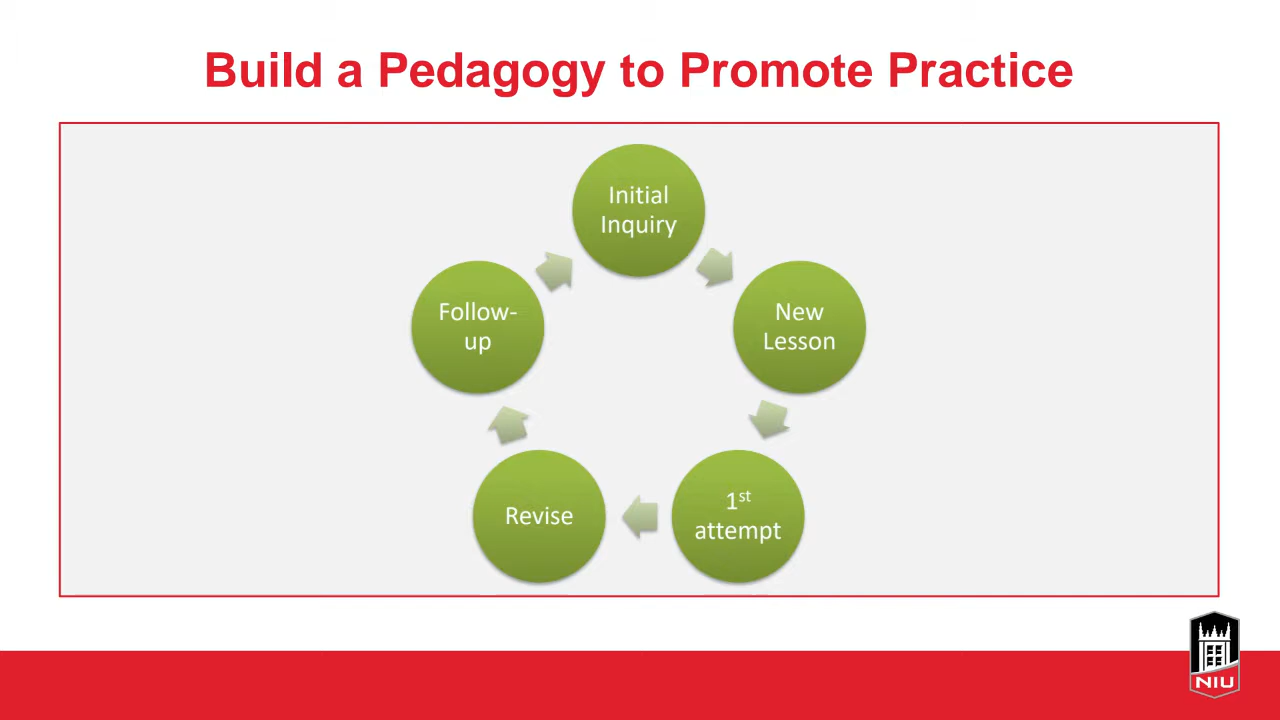 Build a Pedagogy to Promote Practice
Initial
Inquiry
New
Lesson
1st
attempt
Revise
Follow-
up
NIU